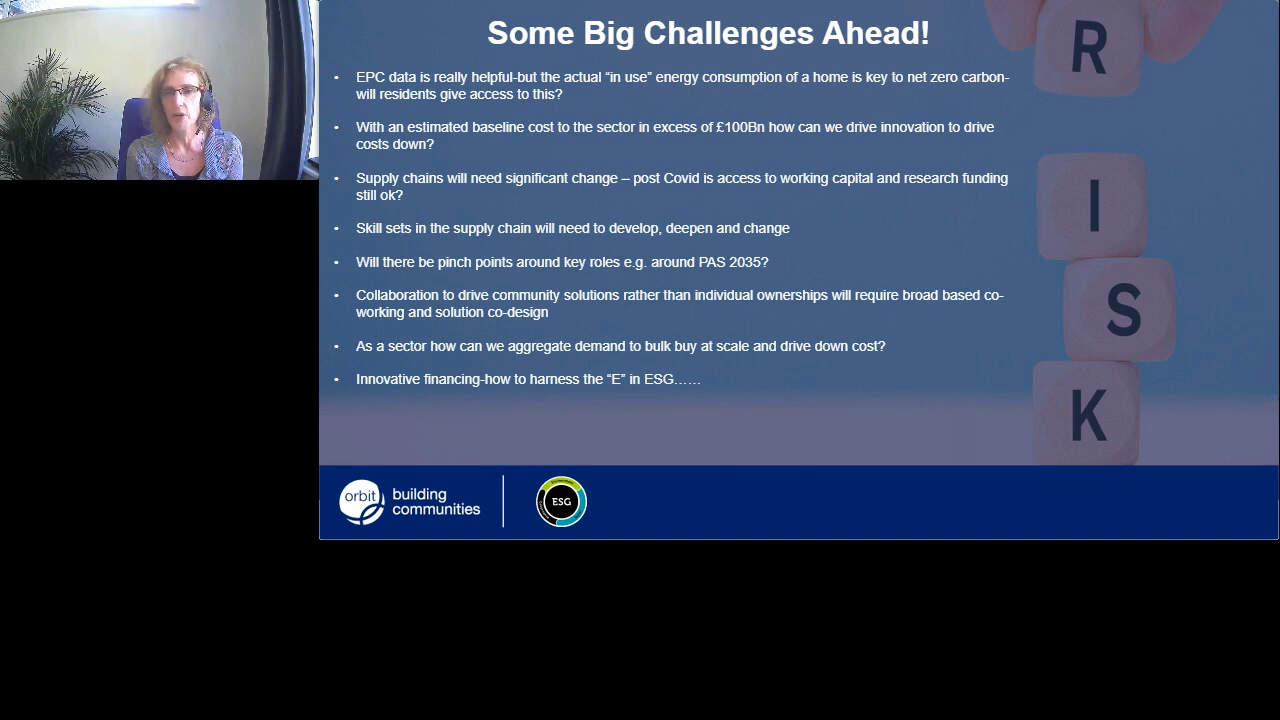 Some Big Challenges Ahead!
• EPC data is really helpful-but the actual “in use” energy consumption of a home is key to net zero carbon-
will residents give access to this?
• With an estimated baseline cost to the sector in excess of £100Bn how can we drive innovation to drive
costs down?
• Supply chains will need significant change – post Covid is access to working capital and research funding
still ok?
• Skill sets in the supply chain will need to develop, deepen and change
• Will there be pinch points around key roles e.g. around PAS 2035?
• Collaboration to drive community solutions rather than individual ownerships will require broad based co-
working and solution co-design
• As a sector how can we aggregate demand to bulk buy at scale and drive down cost?
• Innovative financing-how to harness the “E” in ESG……
R
I
S
K
orbit
building
communities
ESG